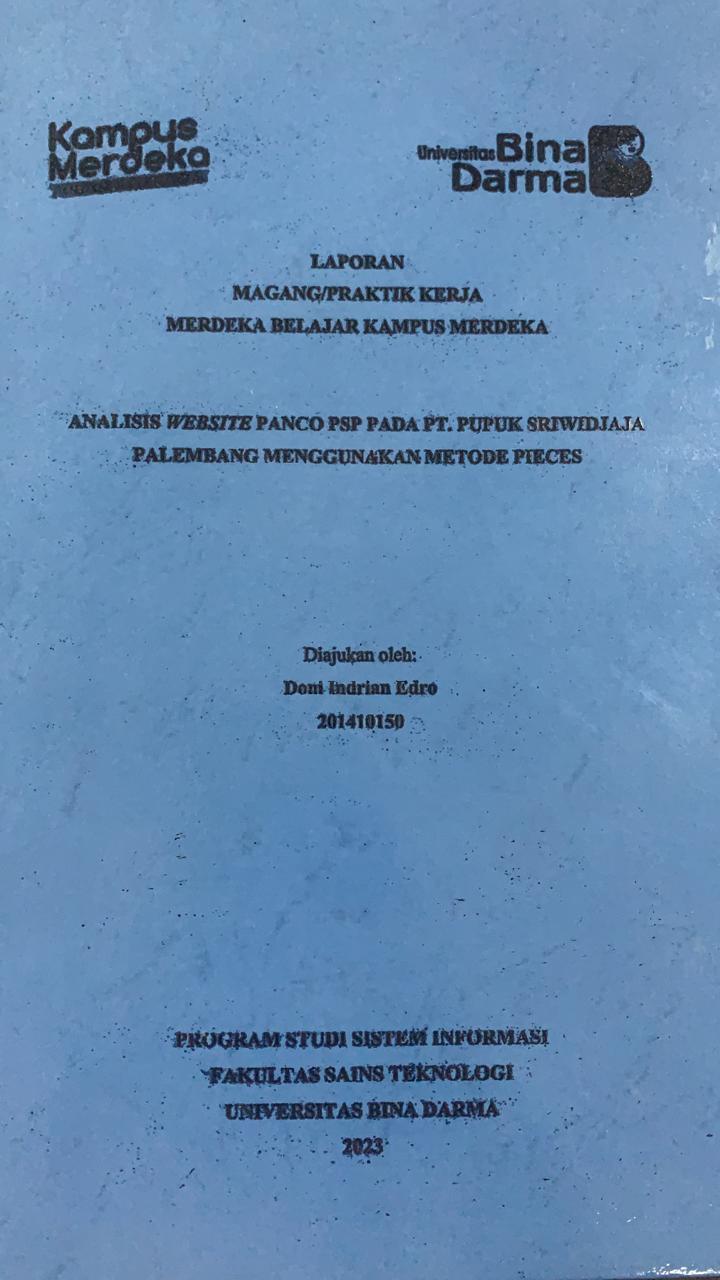 Kampus
Merdeka
Universitas Bina
Darma
LAPORAN
MAGANG/PRAKTIK KERJA
MERDEKA BELAJAR KAMPUS MERDEKA
ANALISIS WEBSITE PANCO PSP PADA PT. PUPUK SRIWIDJAJA
PALEMBANG MENGGUNAKAN METODE PIECES
Diajukan oleh:
Doni Indrian Edro
201410150
PROGRAM STUDI SISTEM INFORMASI
FAKULTAS SAINS TEKNOLOGI
UNIVERSITAS BINA DARMA
2023